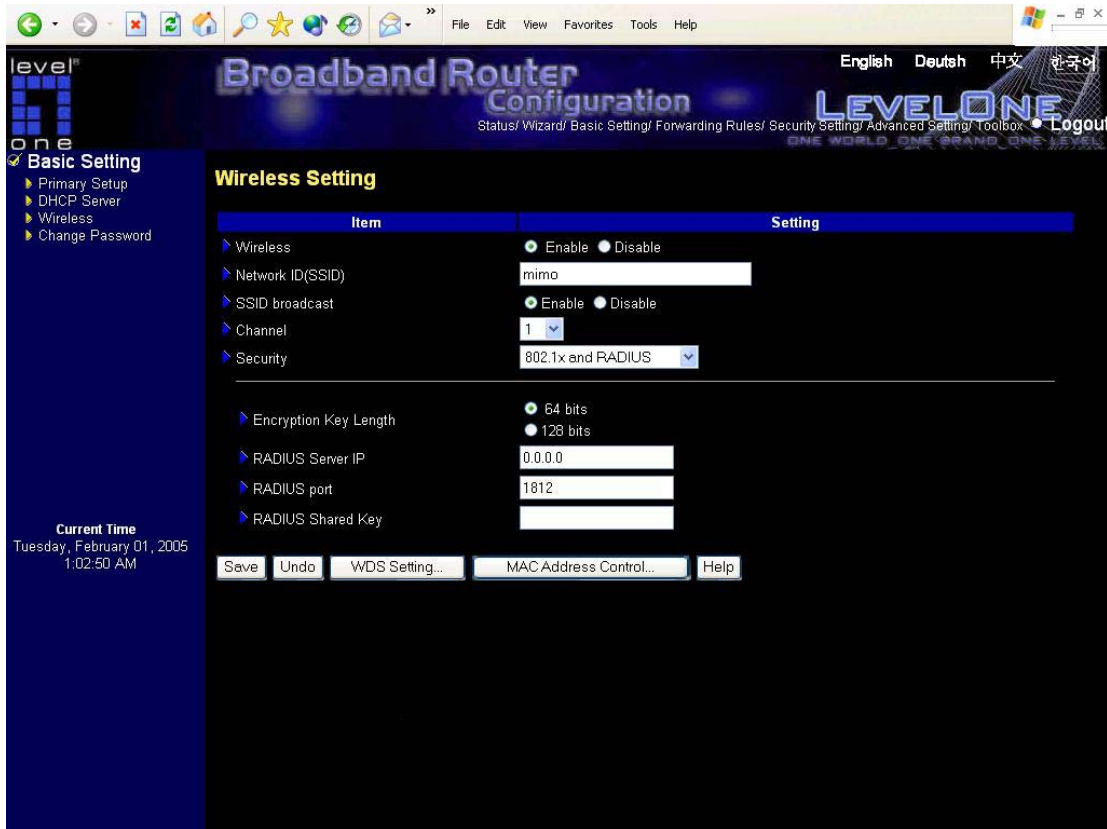 » File Edit View Favorites Tools Help
level®
one
Broadband Router
Configuration
English Deutsh 中文 한국어
LEVELONE
Status/ Wizard/ Basic Setting/ Forwarding Rules/ Security Setting/ Advanced Setting/ Toolbox Logout
ONE WORLD ONE BRAND ONE LEVEL
Basic Setting
Primary Setup
DHCP Server
Wireless
Change Password
Current Time
Tuesday, February 01, 2005
1:02:50 AM
Wireless Setting
Item Setting
Wireless Enable Disable
Network ID(SSID) mimo
SSID broadcast Enable Disable
Channel 1
Security 802.1x and RADIUS
Encryption Key Length 64 bits
128 bits
RADIUS Server IP 0.0.0.0
RADIUS port 1812
RADIUS Shared Key
Save Undo WDS Setting... MAC Address Control... Help